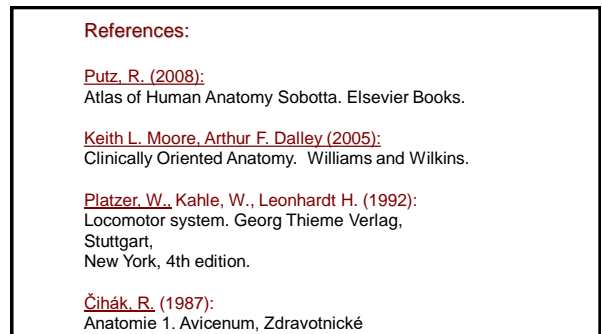 References:
Putz, R. (2008):
Atlas of Human Anatomy Sobotta. Elsevier Books.
Keith L. Moore, Arthur F. Dalley (2005):
Clinically Oriented Anatomy. Williams and Wilkins.
Platzer, W., Kahle, W., Leonhardt H. (1992):
Locomotor system. Georg Thieme Verlag,
Stuttgart,
New York, 4th edition.
Čihák, R. (1987):
Anatomie 1. Avicenum, Zdravotnické